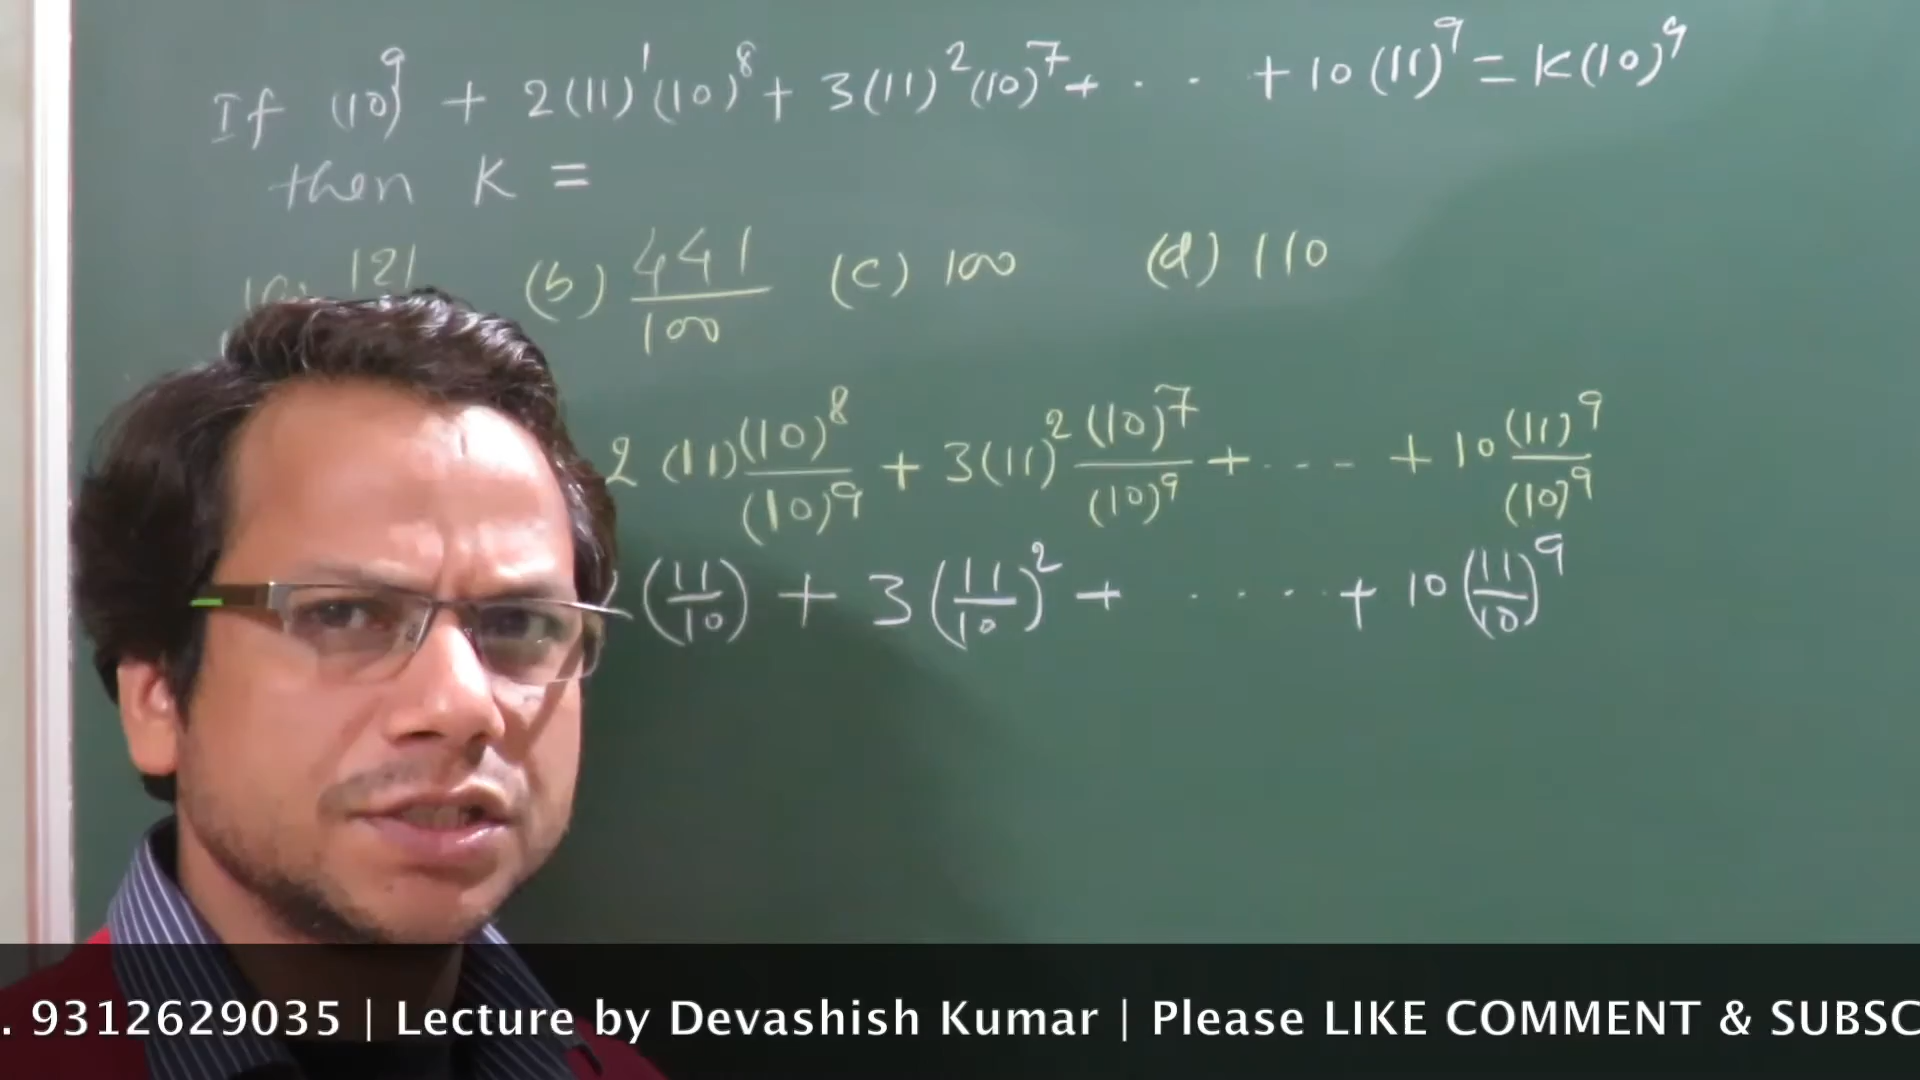 If (10)⁹ + 2(11)¹(10)⁸ + 3(11)²(10)⁷ + · · · + 10(11)⁹ = K(10)⁹
then K =
121 (b) 441/100 (c) 100 (d) 110
2(11)(10)⁸/(10)⁹ + 3(11)²(10)⁷/(10)⁹ + - - - + 10(11)⁹/(10)⁹
(11/10) + 3(11/10)² + · · · · + 10(11/10)⁹
. 9312629035 | Lecture by Devashish Kumar | Please LIKE COMMENT & SUBSC